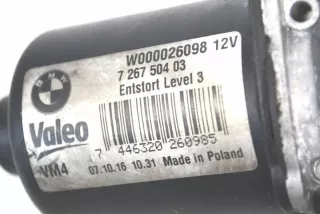 BMW
W000026098 12V
7 267 504 03
Entstort Level 3
Valeo
7 446320 260985
VM4
07.10.16 10.31 Made in Poland